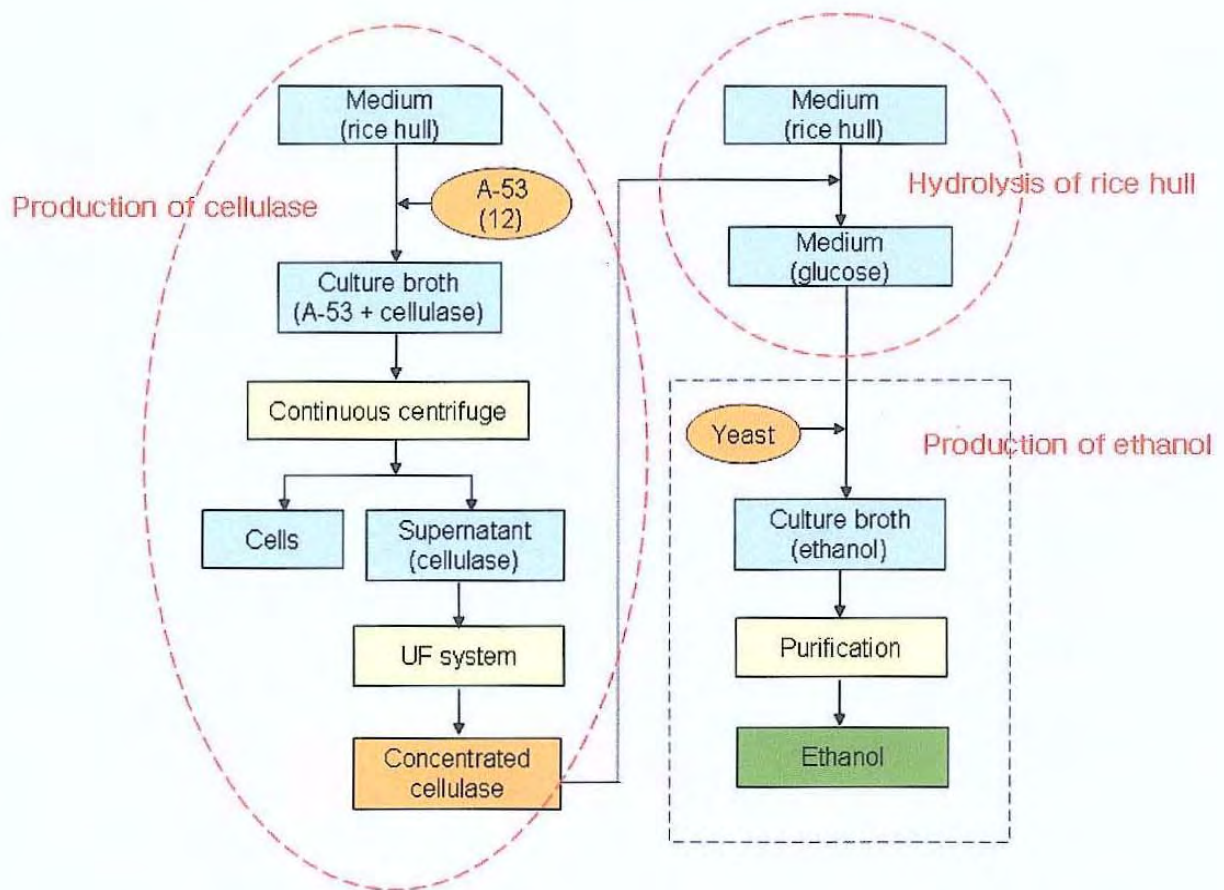 Medium
(rice hull)
A-53
(12)
Production of cellulase
Culture broth
(A-53 + cellulase)
Continuous centrifuge
Cells
Supernatant
(cellulase)
UF system
Concentrated
cellulase
Medium
(rice hull)
Hydrolysis of rice hull
Medium
(glucose)
Yeast
Production of ethanol
Culture broth
(ethanol)
Purification
Ethanol